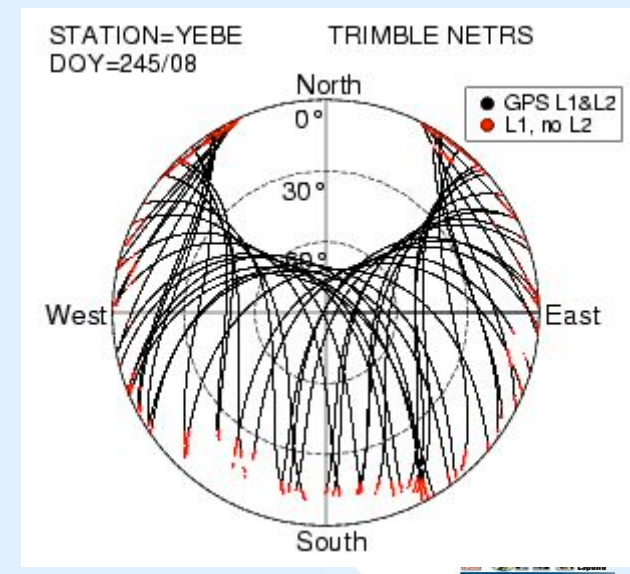 STATION=YEBE TRIMBLE NETRS
DOY=245/08
North
0°
GPS L1&L2
L1, no L2
30°
West
East
South